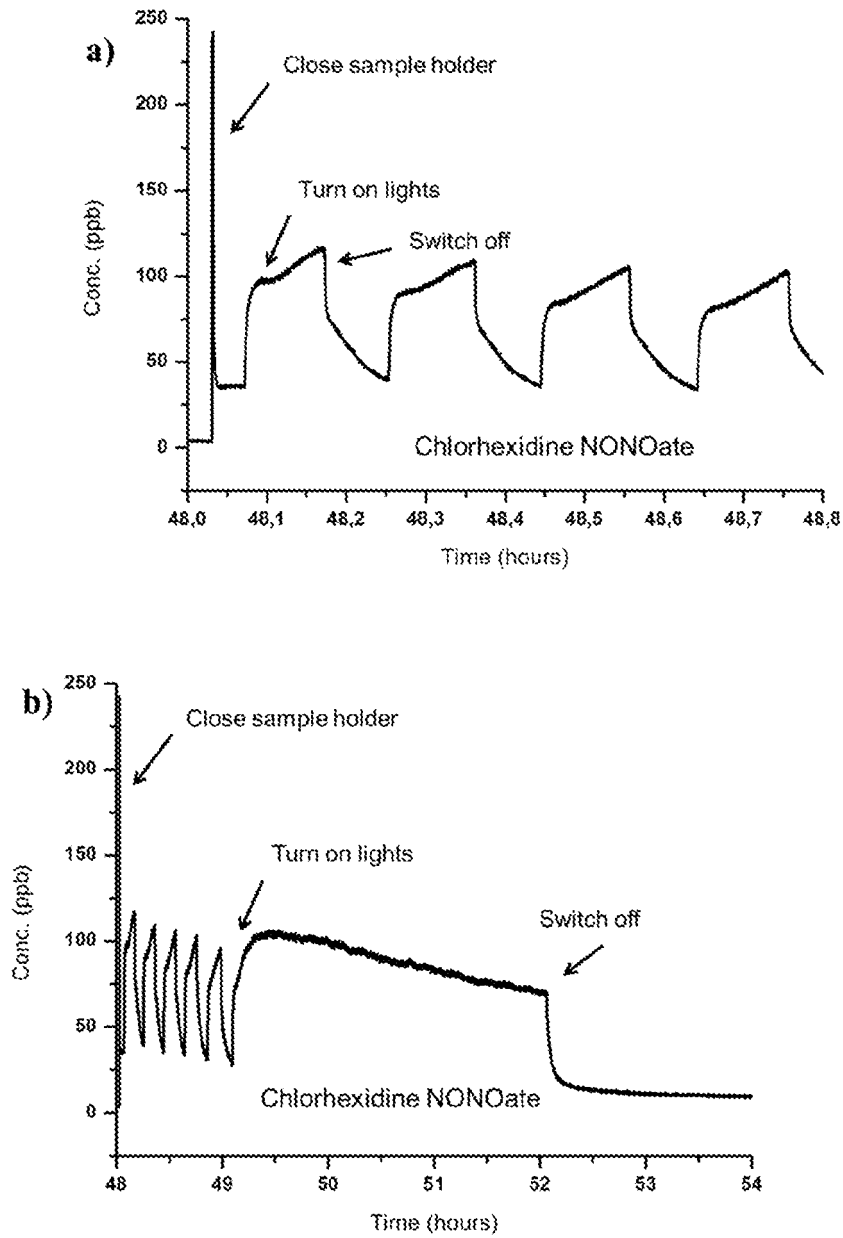 a)
250
200
150
100
50
0
Conc. (ppb)
Close sample holder
Turn on lights
Switch off
Chlorhexidine NONOate
48,0 48,1 48,2 48,3 48,4 48,5 48,6 48,7 48,8
Time (hours)
b)
250
200
150
100
50
0
Conc. (ppb)
Close sample holder
Turn on lights
Switch off
Chlorhexidine NONOate
48 49 50 51 52 53 54
Time (hours)